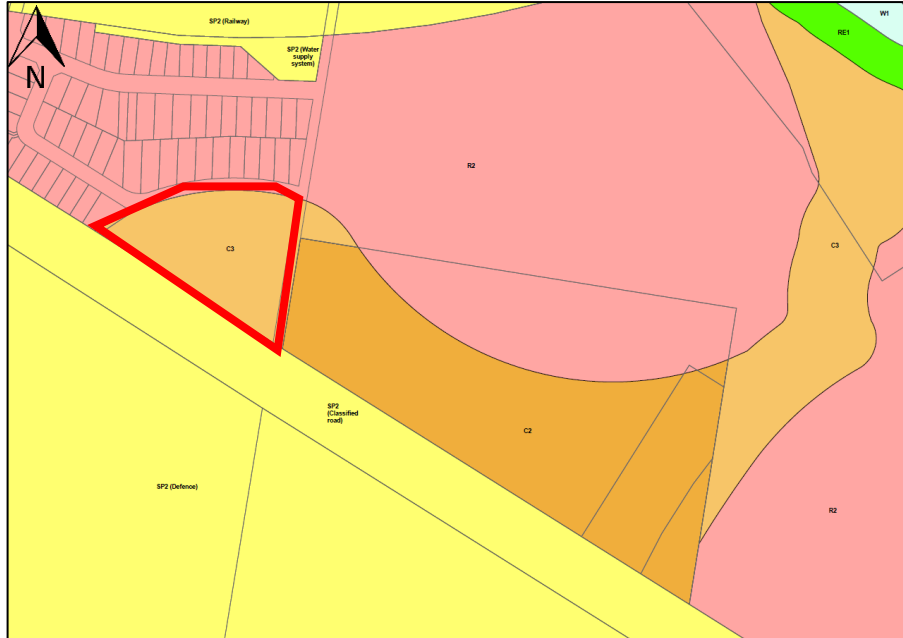 SP2 (Railway)
W1
RE1
SP2 (Water
supply
system)
N
R2
C3
C3
SP2
(Classified
road)
C2
SP2 (Defence)
R2